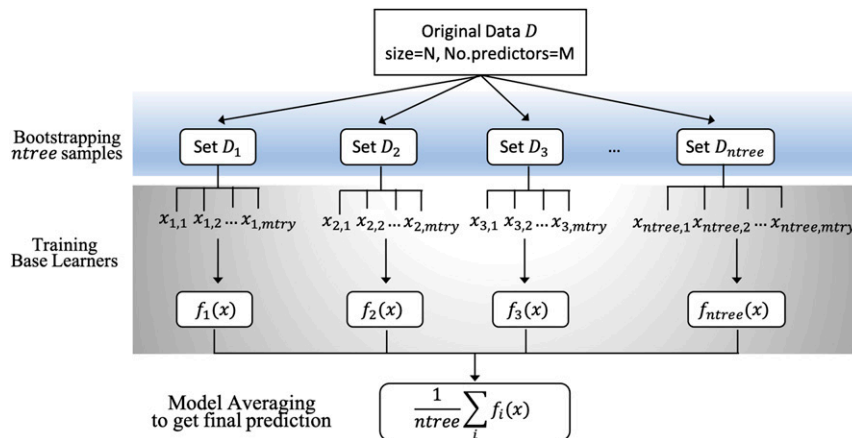 Original Data D
size=N, No.predictors=M
Bootstrapping
ntree samples
Set D₁
Set D₂
Set D₃
...
Set Dₙₜᵣₑₑ
x₁,₁ x₁,₂ ... x₁,mtry
x₂,₁ x₂,₂ ... x₂,mtry
x₃,₁ x₃,₂ ... x₃,mtry
xntree,₁ xntree,₂ ... xntree,mtry
Training
Base Learners
f₁(x)
f₂(x)
f₃(x)
fₙₜᵣₑₑ(x)
Model Averaging
to get final prediction
1/ntree ∑ᵢ fᵢ(x)